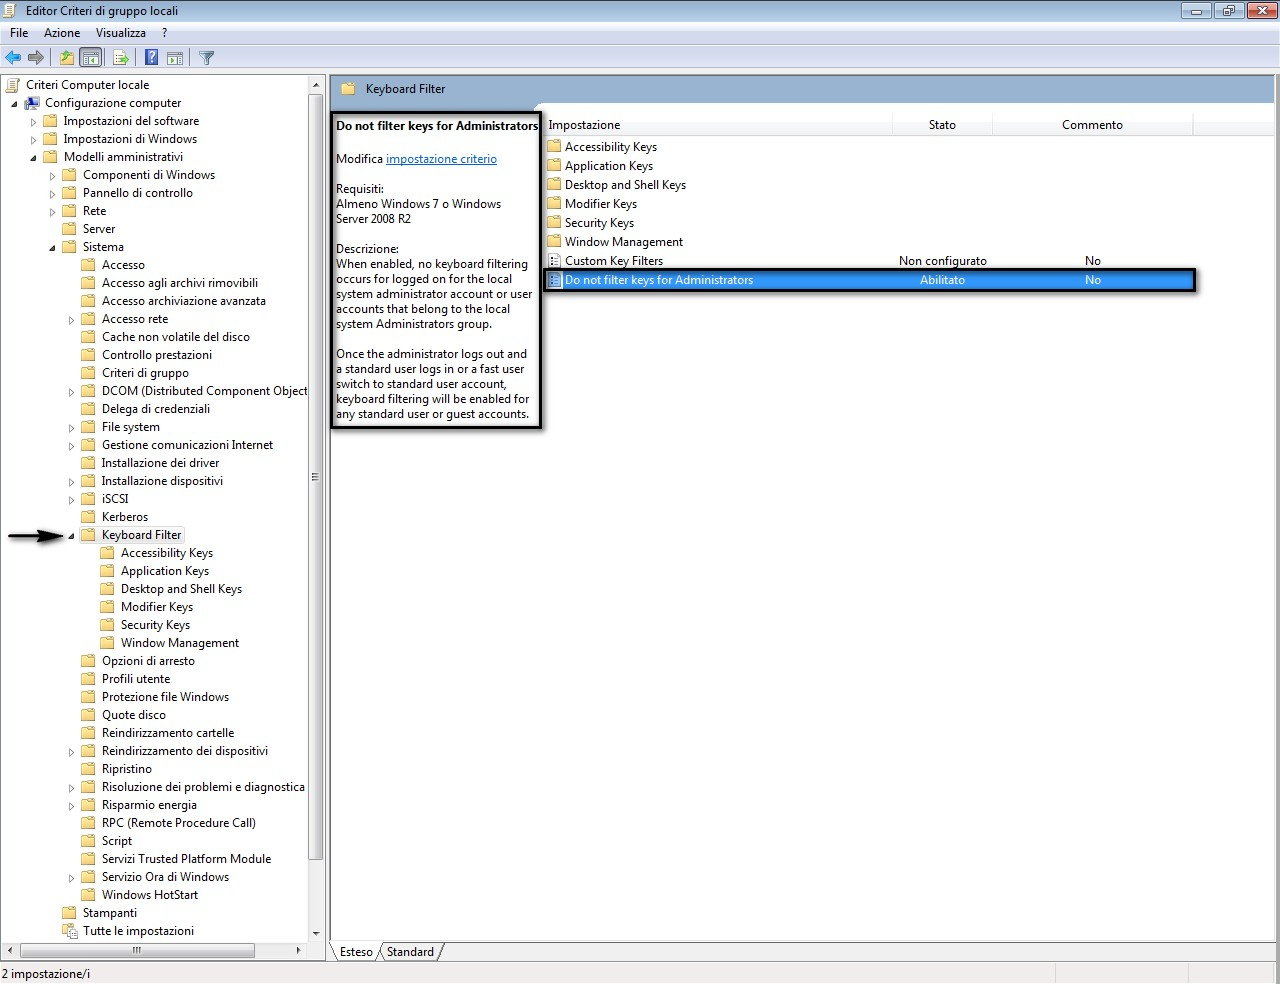 Editor Criteri di gruppo locali
File Azione Visualizza ?
Criteri Computer locale
Configurazione computer
Impostazioni del software
Impostazioni di Windows
Modelli amministrativi
Componenti di Windows
Pannello di controllo
Rete
Server
Sistema
Accesso
Accesso agli archivi rimovibili
Accesso archiviazione avanzata
Accesso rete
Cache non volatile del disco
Controllo prestazioni
Criteri di gruppo
DCOM (Distributed Component Object
Delega di credenziali
File system
Gestione comunicazioni Internet
Installazione dei driver
Installazione dispositivi
iSCSI
Kerberos
Keyboard Filter
Accessibility Keys
Application Keys
Desktop and Shell Keys
Modifier Keys
Security Keys
Window Management
Opzioni di arresto
Profili utente
Protezione file Windows
Quote disco
Reindirizzamento cartelle
Reindirizzamento dei dispositivi
Ripristino
Risoluzione dei problemi e diagnostica
Risparmio energia
RPC (Remote Procedure Call)
Script
Servizi Trusted Platform Module
Servizio Ora di Windows
Windows HotStart
Stampanti
Tutte le impostazioni
Keyboard Filter
Do not filter keys for Administrators
Modifica impostazione criterio
Requisiti:
Almeno Windows 7 o Windows
Server 2008 R2
Descrizione:
When enabled, no keyboard filtering
occurs for logged on for the local
system administrator account or user
accounts that belong to the local
system Administrators group.
Once the administrator logs out and
a standard user logs in or a fast user
switch to standard user account,
keyboard filtering will be enabled for
any standard user or guest accounts.
Impostazione Stato Commento
Accessibility Keys
Application Keys
Desktop and Shell Keys
Modifier Keys
Security Keys
Window Management
Custom Key Filters Non configurato No
Do not filter keys for Administrators Abilitato No
Esteso Standard
2 impostazione/i